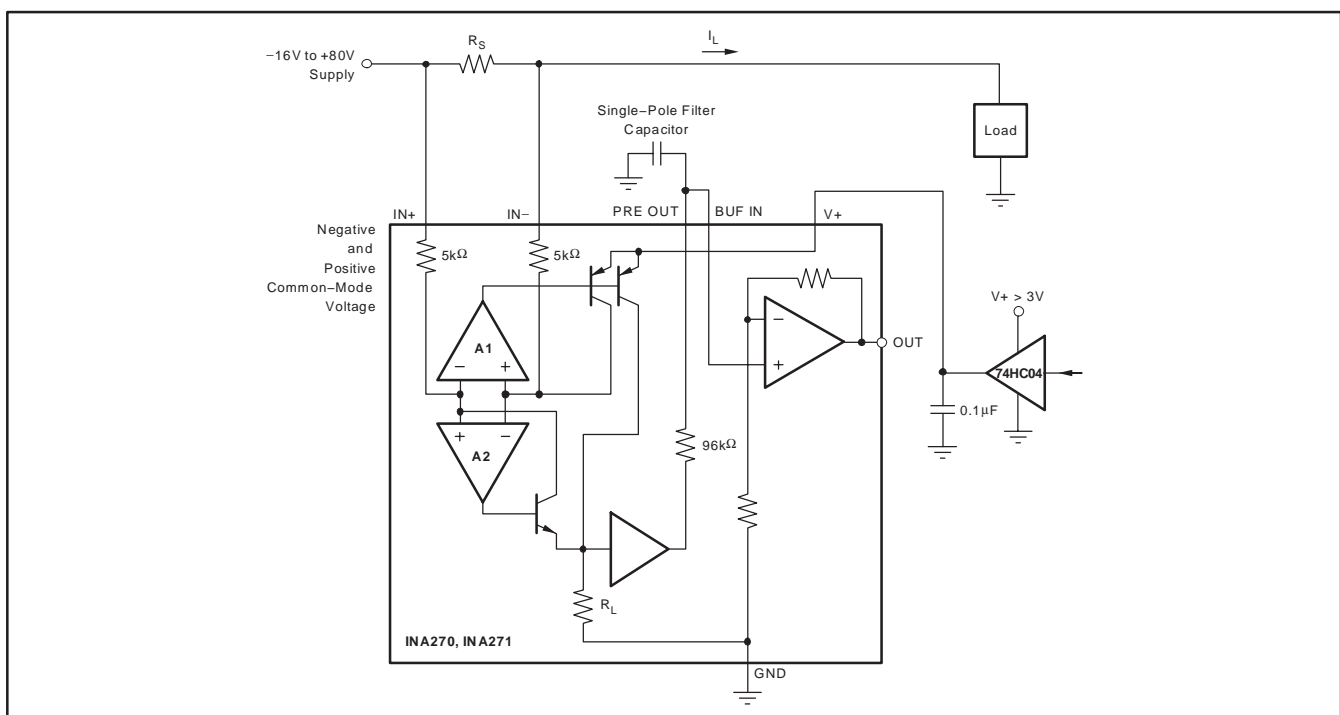 R_S
I_L
−16V to +80V
Supply
Single−Pole Filter
Capacitor
Load
IN+
IN−
PRE OUT
BUF IN
V+
Negative
and
Positive
Common−Mode
Voltage
5kΩ
5kΩ
V+ > 3V
−
+
OUT
A1
−
+
74HC04
0.1μF
+
−
A2
96kΩ
R_L
INA270, INA271
GND